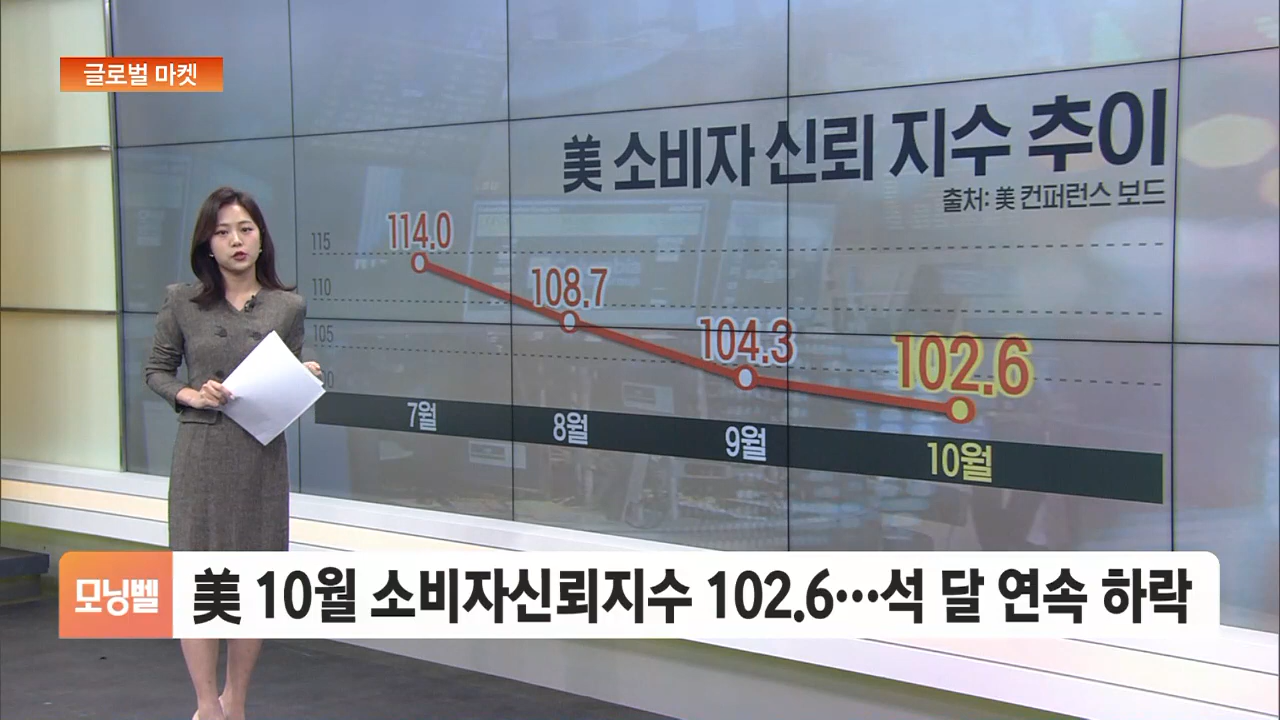 글로벌 마켓
美 소비자 신뢰 지수 추이
출처: 美 컨퍼런스 보드
115
110
105
114.0
108.7
104.3
102.6
7월
8월
9월
10월
모닝벨
美 10월 소비자신뢰지수 102.6…석 달 연속 하락